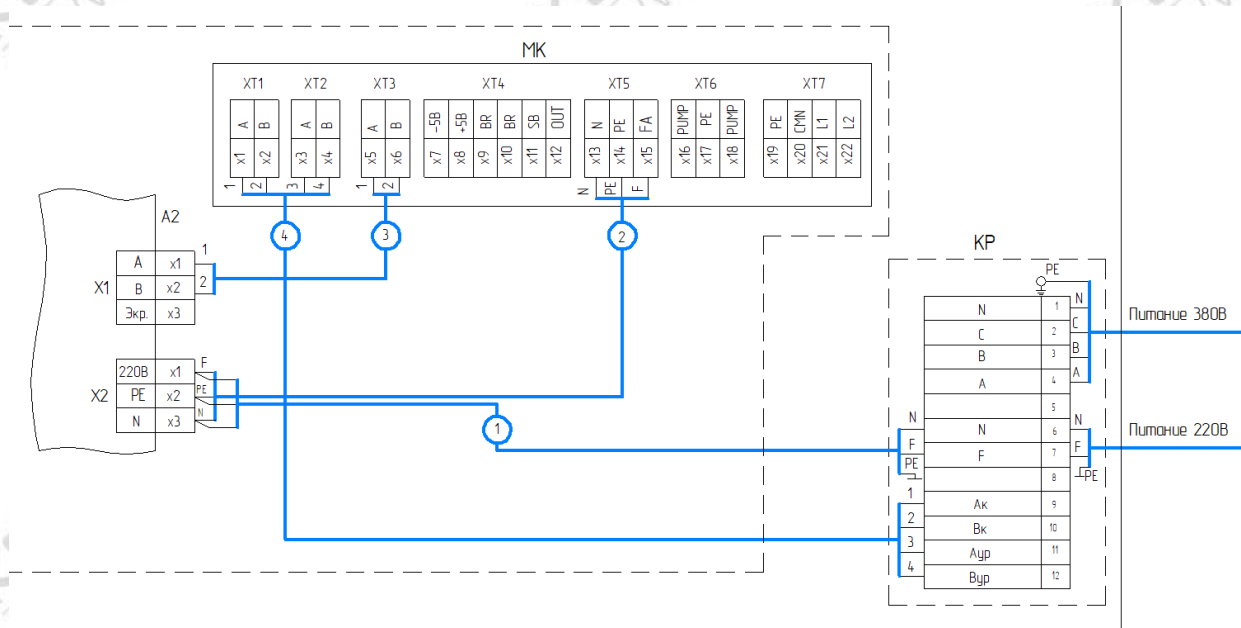 МК
XT1 XT2 XT3 XT4 XT5 XT6 XT7
A B A B A B -5В +5В BR BR SB OUT N PE FA PUMP PE PUMP PE CMN L1 L2
x1 x2 x3 x4 x5 x6 x7 x8 x9 x10 x11 x12 x13 x14 x15 x16 x17 x18 x19 x20 x21 x22
1 2 3 4 1 2 N PE F
4 3 2
A2
X1
A x1 1
B x2 2
Экр. x3
X2
220В x1 F
PE x2 PE
N x3 N
1
КР
PE
N 1 N
C 2 C
B 3 B
A 4 A
5
N N 6 N
F F 7 F
PE 8 PE
1 Ак 9
2 Вк 10
3 Аур 11
4 Вур 12
Питание 380В
Питание 220В